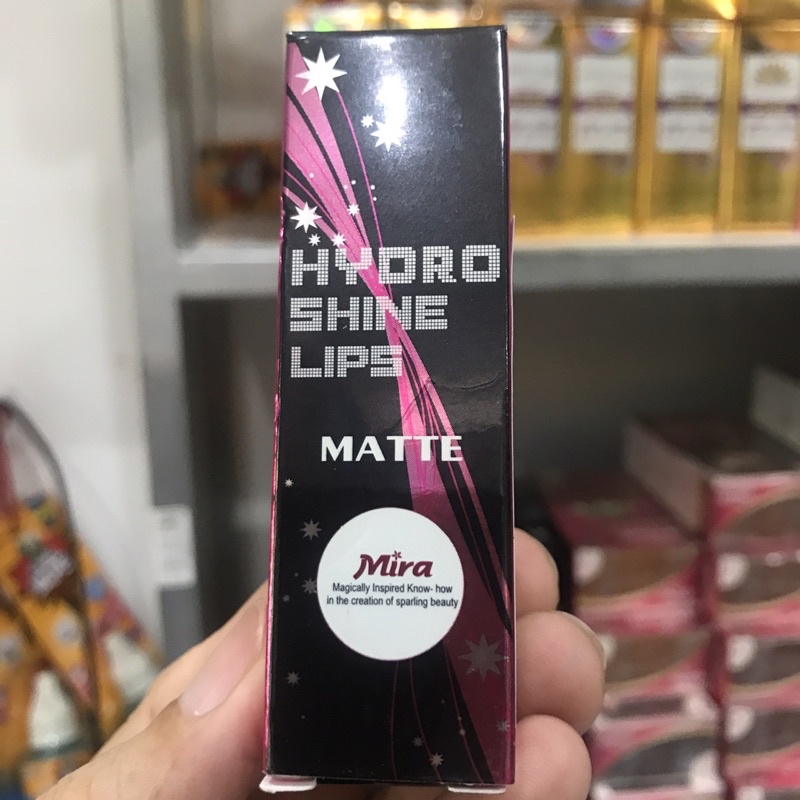 HYDRO
SHINE
LIPS
MATTE
Mira
Magically Inspired Know- how
in the creation of sparling beauty